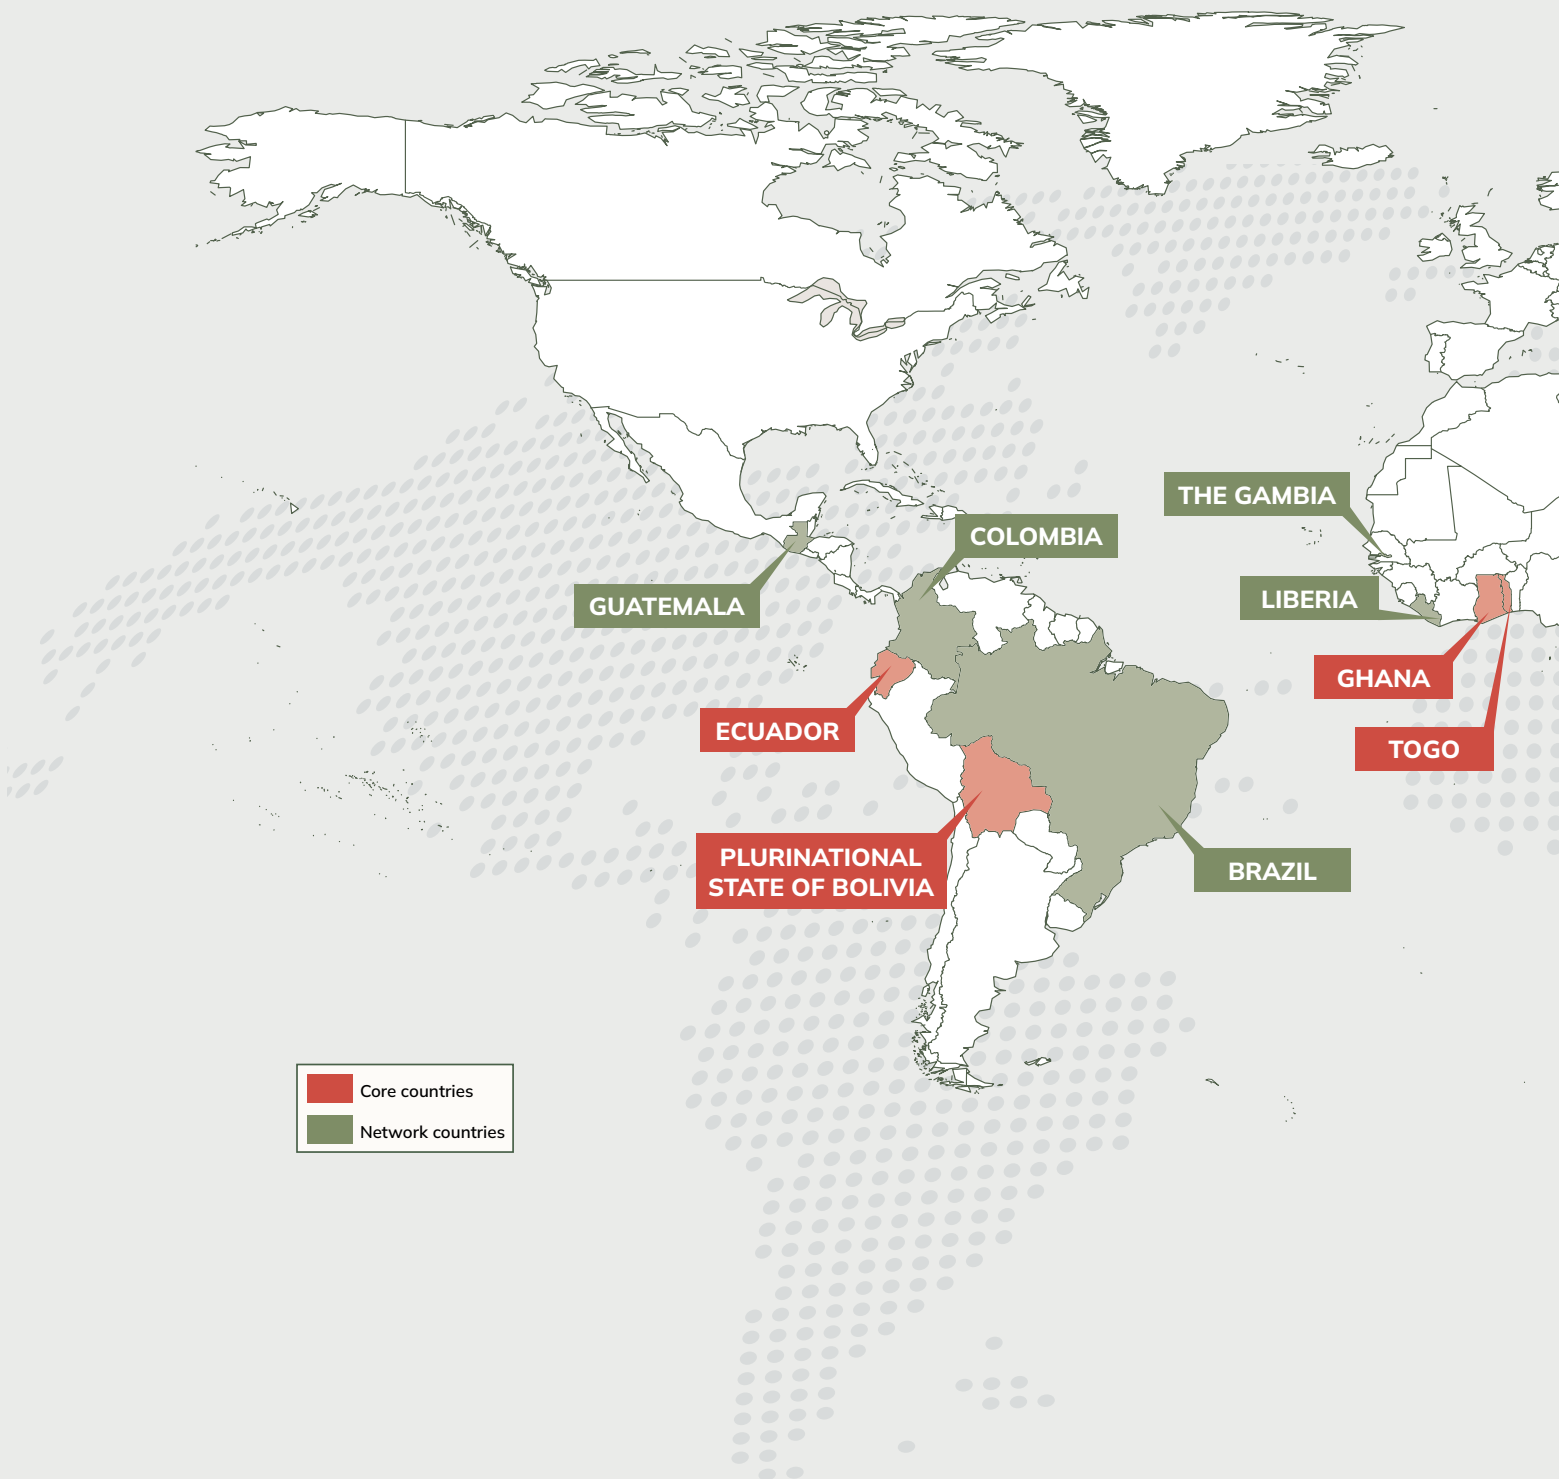 THE GAMBIA
COLOMBIA
LIBERIA
GUATEMALA
GHANA
ECUADOR
TOGO
PLURINATIONAL
STATE OF BOLIVIA
BRAZIL
Core countries
Network countries